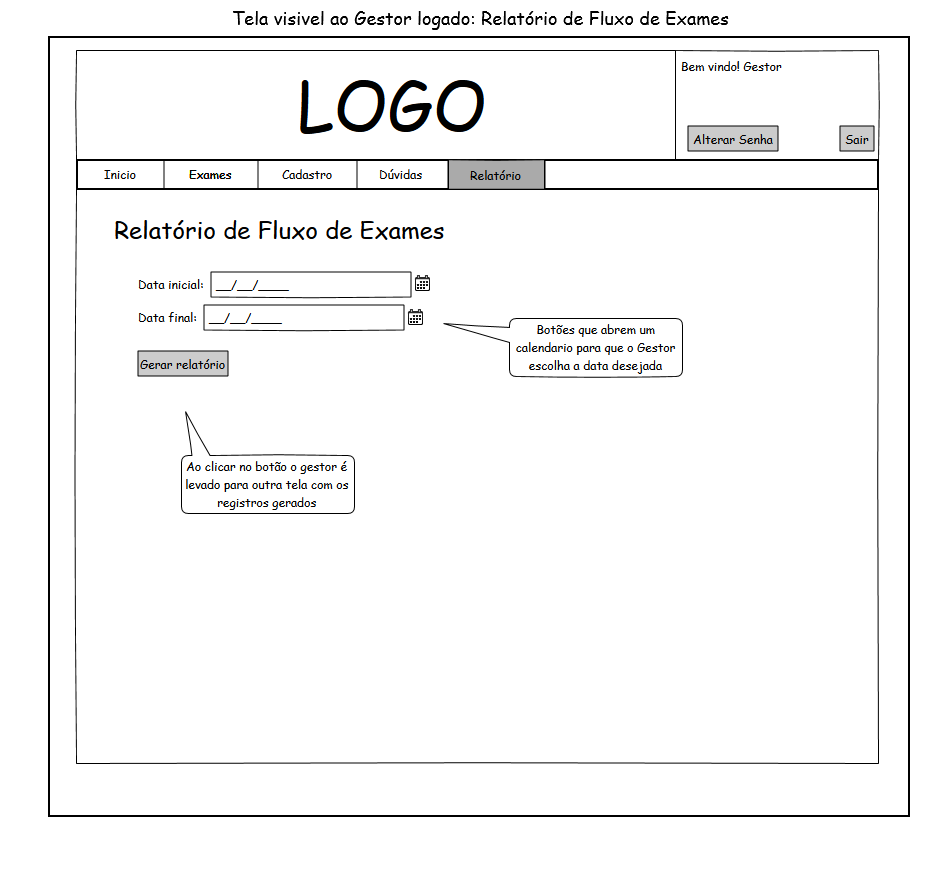 Tela visivel ao Gestor logado: Relatório de Fluxo de Exames
LOGO
Bem vindo! Gestor
Alterar Senha
Sair
Inicio
Exames
Cadastro
Dúvidas
Relatório
Relatório de Fluxo de Exames
Data inicial: __/__/____
Data final: __/__/____
Botões que abrem um
calendario para que o Gestor
escolha a data desejada
Gerar relatório
Ao clicar no botão o gestor é
levado para outra tela com os
registros gerados